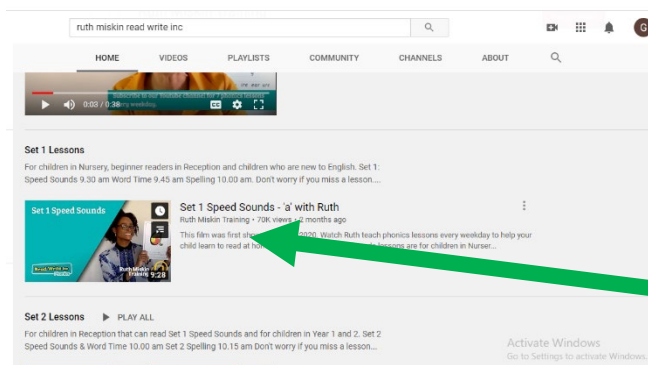 ruth miskin read write inc
G
HOME VIDEOS PLAYLISTS COMMUNITY CHANNELS ABOUT
0:03 / 0:38
Set 1 Lessons
For children in Nursery, beginner readers in Reception and children who are new to English. Set 1:
Speed Sounds 9.30 am Word Time 9.45 am Spelling 10.00 am. Don't worry if you miss a lesson....
Set 1 Speed Sounds
Read Write Inc.
Phonics
Ruth Miskin
Training
9:28
Set 1 Speed Sounds - 'a' with Ruth
Ruth Miskin Training • 70K views • 2 months ago
This film was first 2020. Watch Ruth teach phonics lessons every weekday to help your
child learn to read at lessons are for children in Nurser...
Set 2 Lessons PLAY ALL
For children in Reception that can read Set 1 Speed Sounds and for children in Year 1 and 2. Set 2
Speed Sounds & Word Time 10.00 am Set 2 Spelling 10.15 am Don't worry if you miss a lesson...
Activate Windows
Go to Settings to activate Windows.